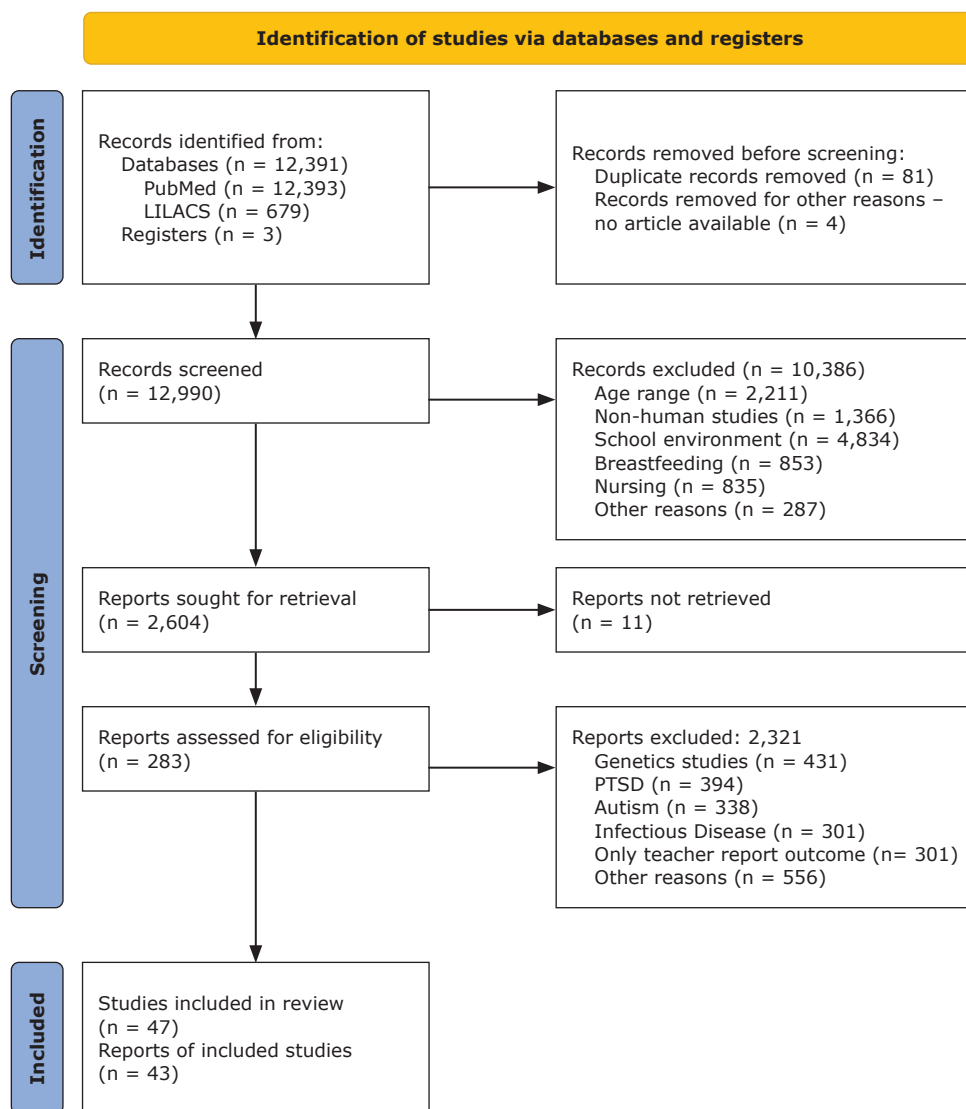 Identification of studies via databases and registers
Identification
Records identified from:
Databases (n = 12,391)
PubMed (n = 12,393)
LILACS (n = 679)
Registers (n = 3)
Records removed before screening:
Duplicate records removed (n = 81)
Records removed for other reasons –
no article available (n = 4)
Screening
Records screened
(n = 12,990)
Records excluded (n = 10,386)
Age range (n = 2,211)
Non-human studies (n = 1,366)
School environment (n = 4,834)
Breastfeeding (n = 853)
Nursing (n = 835)
Other reasons (n = 287)
Reports sought for retrieval
(n = 2,604)
Reports not retrieved
(n = 11)
Reports assessed for eligibility
(n = 283)
Reports excluded: 2,321
Genetics studies (n = 431)
PTSD (n = 394)
Autism (n = 338)
Infectious Disease (n = 301)
Only teacher report outcome (n= 301)
Other reasons (n = 556)
Included
Studies included in review
(n = 47)
Reports of included studies
(n = 43)